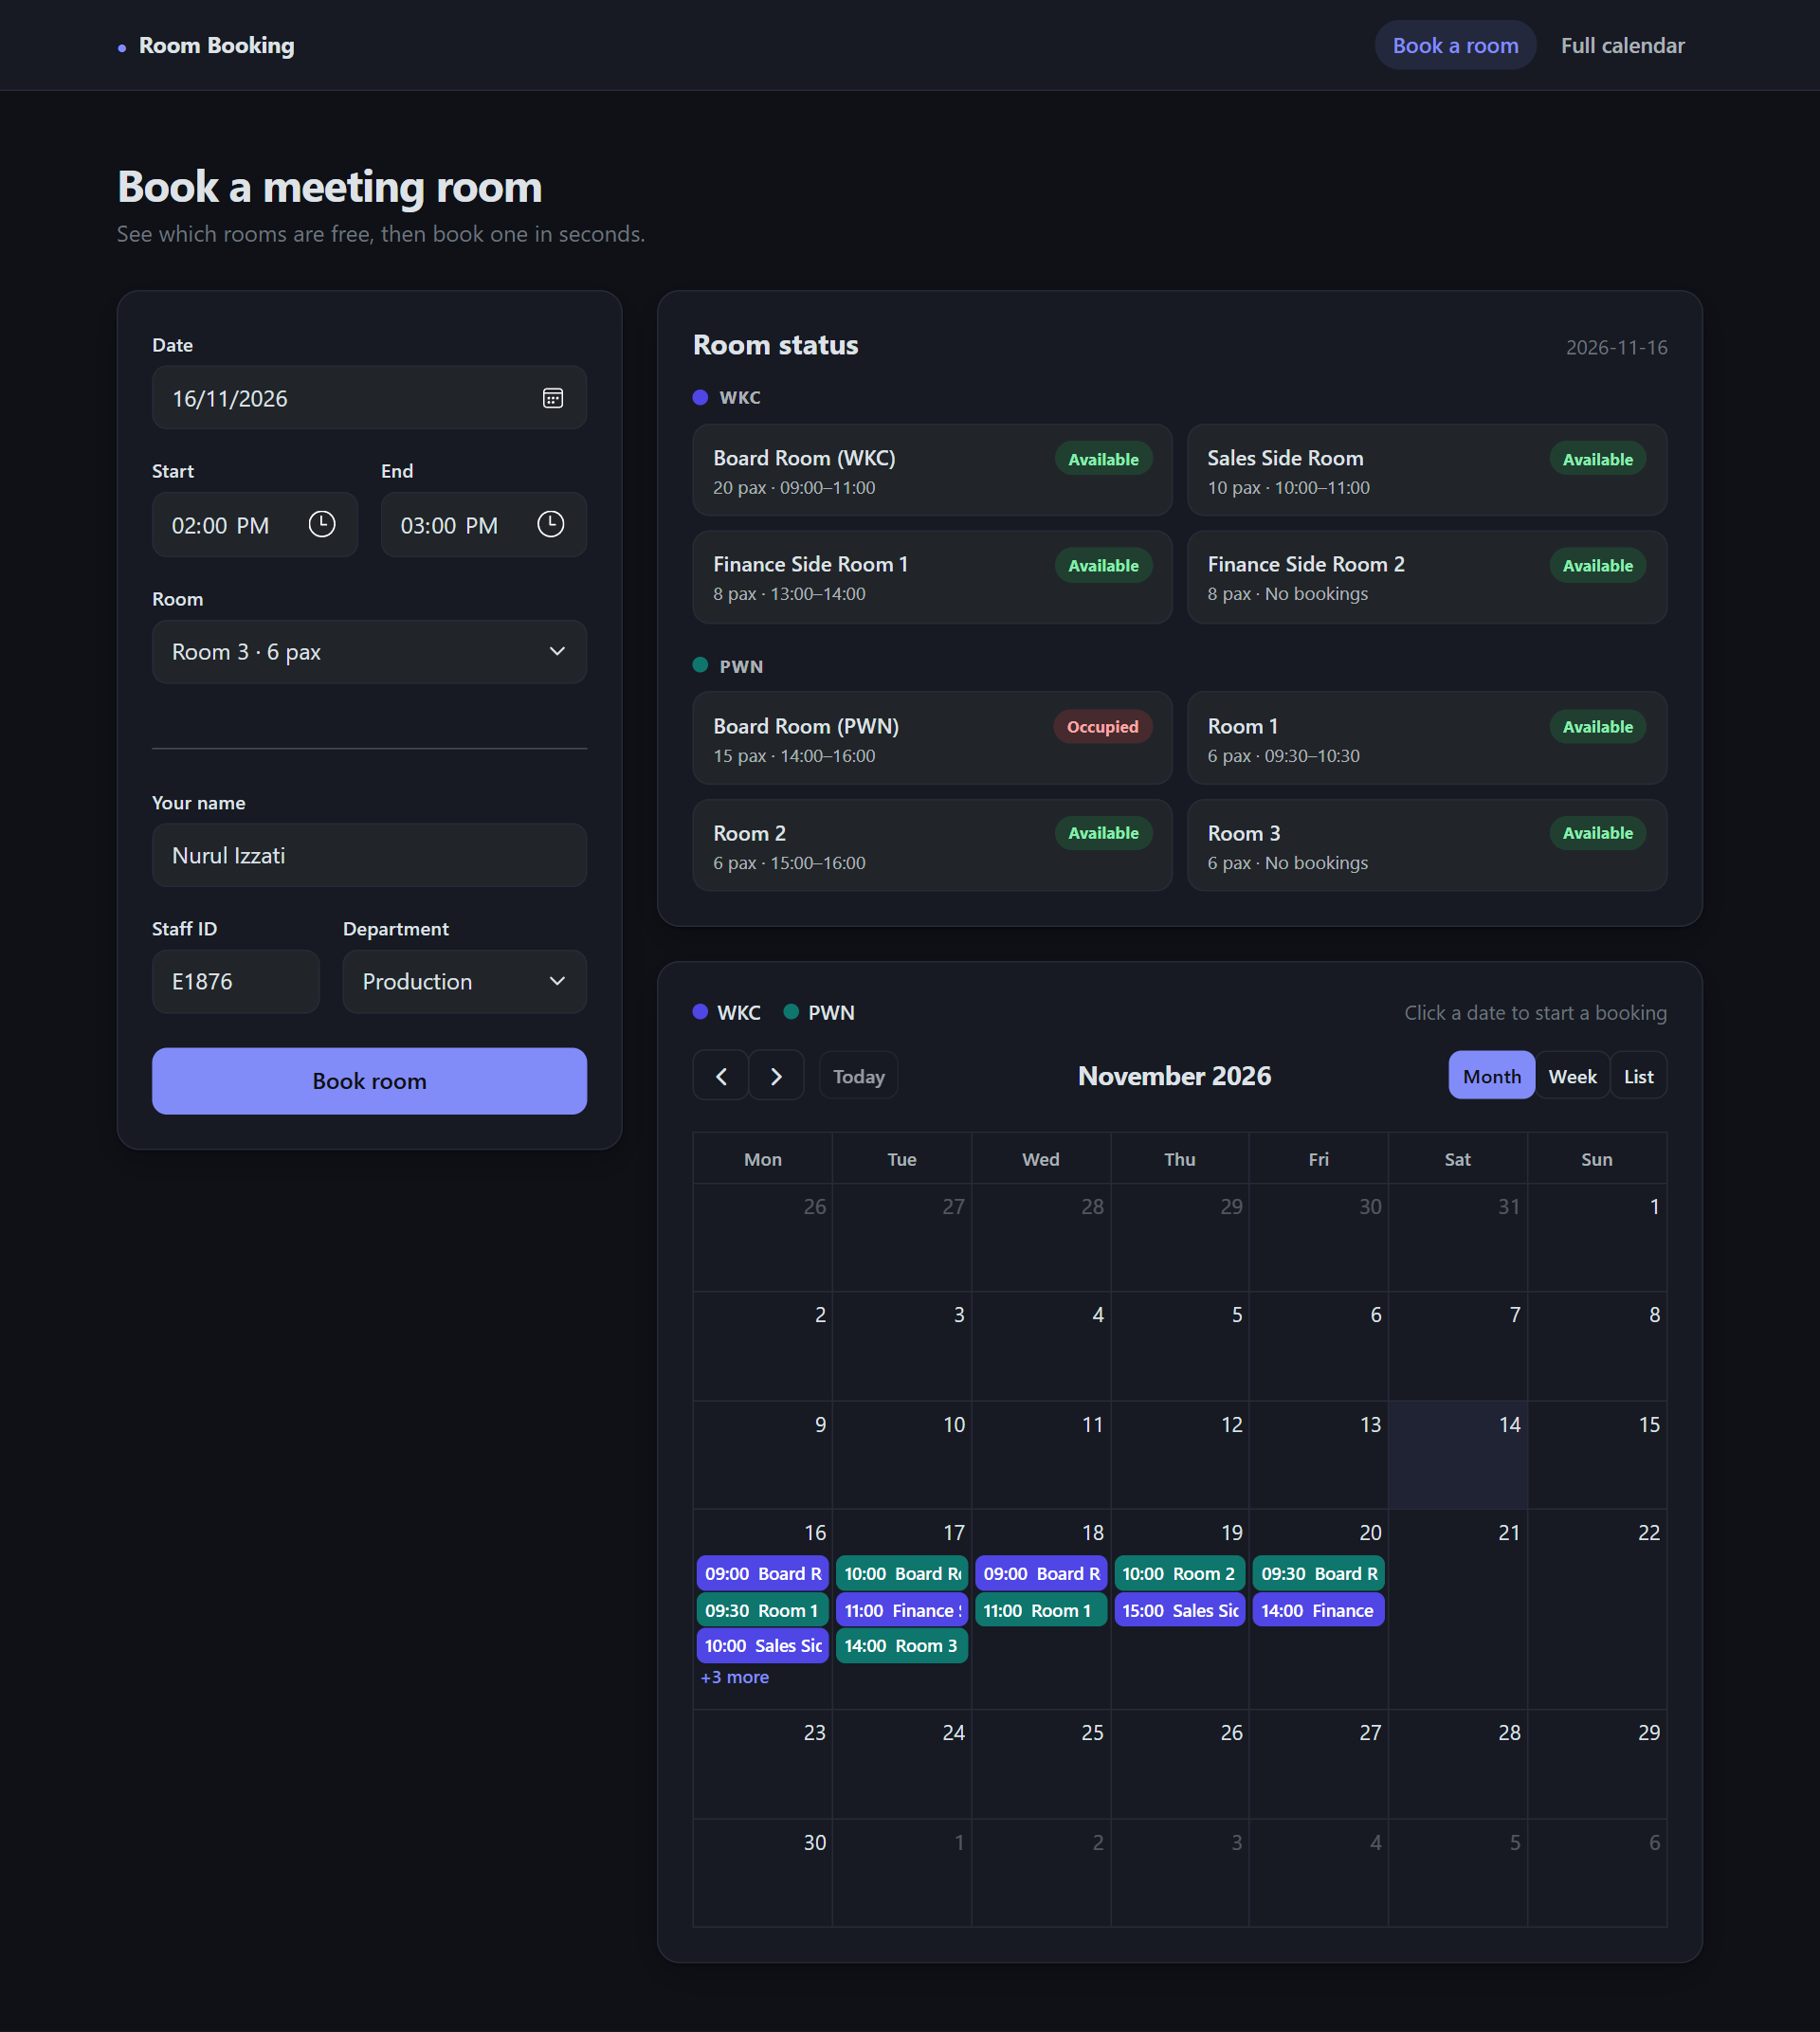 Room Booking
Book a room
Full calendar
Book a meeting room
See which rooms are free, then book one in seconds.
Date
16/11/2026
Start
End
02:00 PM
03:00 PM
Room
Room 3 · 6 pax
Your name
Nurul Izzati
Staff ID
Department
E1876
Production
Book room
Room status
2026-11-16
WKC
Board Room (WKC)
Available
20 pax · 09:00–11:00
Sales Side Room
Available
10 pax · 10:00–11:00
Finance Side Room 1
Available
8 pax · 13:00–14:00
Finance Side Room 2
Available
8 pax · No bookings
PWN
Board Room (PWN)
Occupied
15 pax · 14:00–16:00
Room 1
Available
6 pax · 09:30–10:30
Room 2
Available
6 pax · 15:00–16:00
Room 3
Available
6 pax · No bookings
WKC
PWN
Click a date to start a booking
Today
November 2026
Month
Week
List
Mon Tue Wed Thu Fri Sat Sun
26 27 28 29 30 31 1
2 3 4 5 6 7 8
9 10 11 12 13 14 15
16 17 18 19 20 21 22
09:00 Board R
09:30 Room 1
10:00 Sales Sic
+3 more
10:00 Board R
11:00 Finance
14:00 Room 3
09:00 Board R
11:00 Room 1
10:00 Room 2
15:00 Sales Sic
09:30 Board R
14:00 Finance
23 24 25 26 27 28 29
30 1 2 3 4 5 6